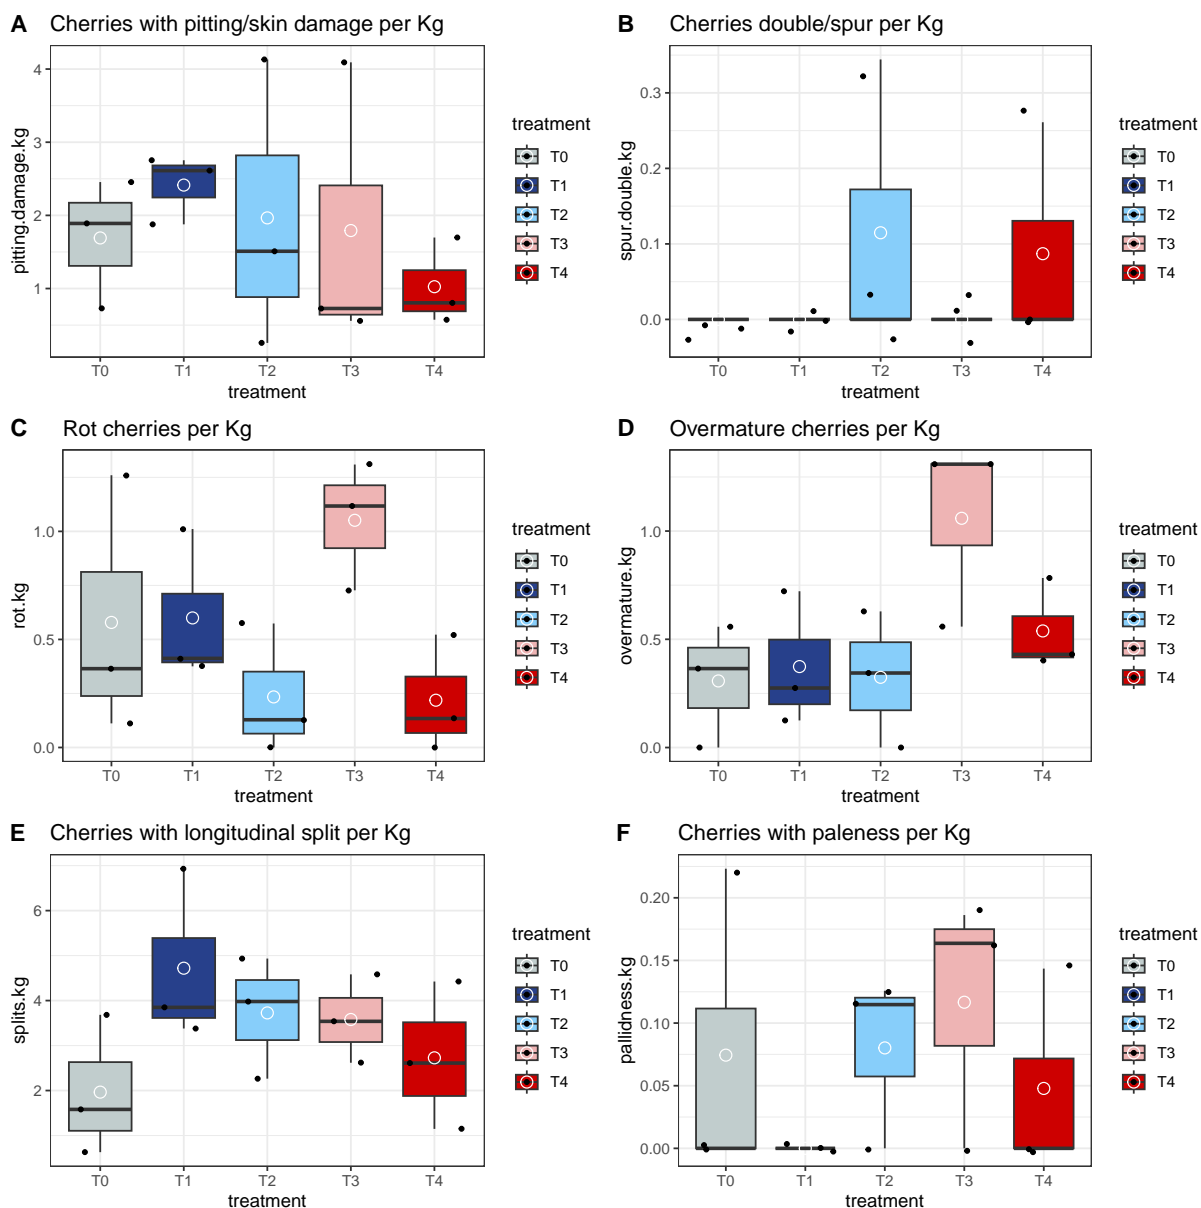 A Cherries with pitting/skin damage per Kg
pitting.damage.kg
4
3
2
1
T0 T1 T2 T3 T4
treatment
treatment
T0
T1
T2
T3
T4
B Cherries double/spur per Kg
spur.double.kg
0.3
0.2
0.1
0.0
T0 T1 T2 T3 T4
treatment
treatment
T0
T1
T2
T3
T4
C Rot cherries per Kg
rot.kg
1.0
0.5
0.0
T0 T1 T2 T3 T4
treatment
treatment
T0
T1
T2
T3
T4
D Overmature cherries per Kg
overmature.kg
1.0
0.5
0.0
T0 T1 T2 T3 T4
treatment
treatment
T0
T1
T2
T3
T4
E Cherries with longitudinal split per Kg
splits.kg
6
4
2
T0 T1 T2 T3 T4
treatment
treatment
T0
T1
T2
T3
T4
F Cherries with paleness per Kg
pallidness.kg
0.20
0.15
0.10
0.05
0.00
T0 T1 T2 T3 T4
treatment
treatment
T0
T1
T2
T3
T4